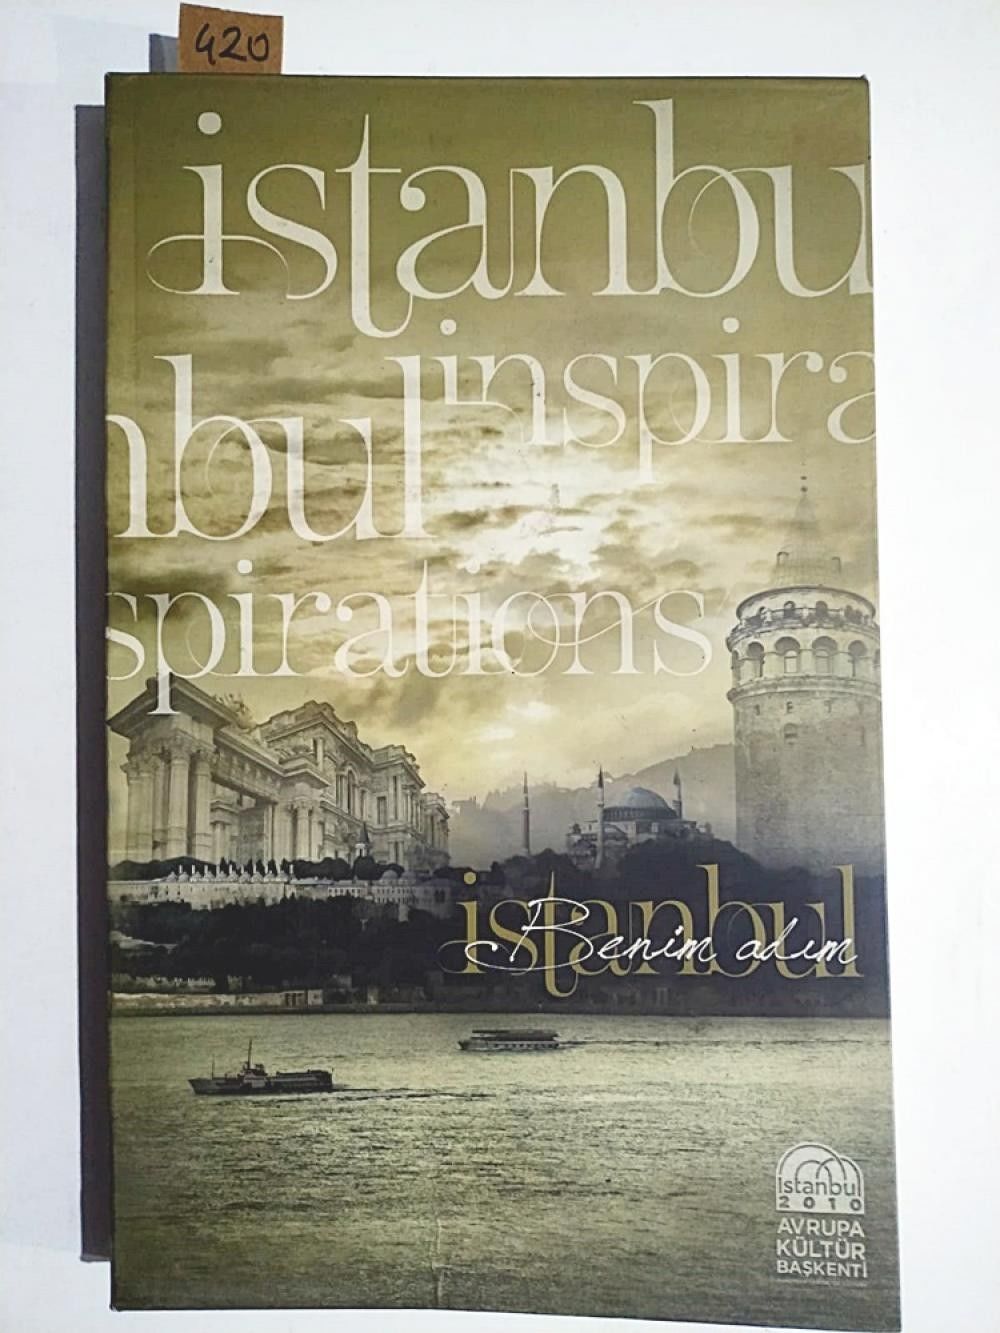 420
istanbu
inspira
nbul
spirations
istanbul
Benim adım
istanbul
2010
AVRUPA
KÜLTÜR
BAŞKENTİ